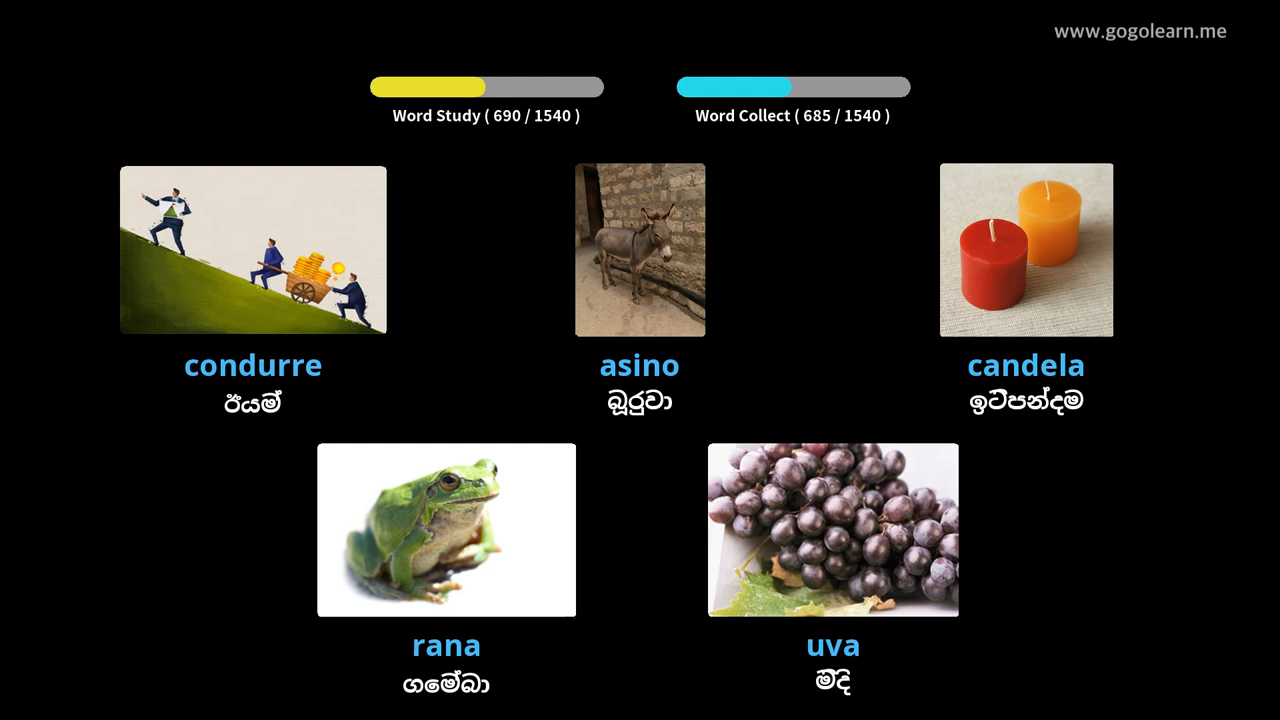 www.gogolearn.me
Word Study ( 690 / 1540 )
Word Collect ( 685 / 1540 )
condurre
ඊයම්
asino
බූරුවා
candela
ඉටිපන්දම
rana
ගෙම්බා
uva
මිදි